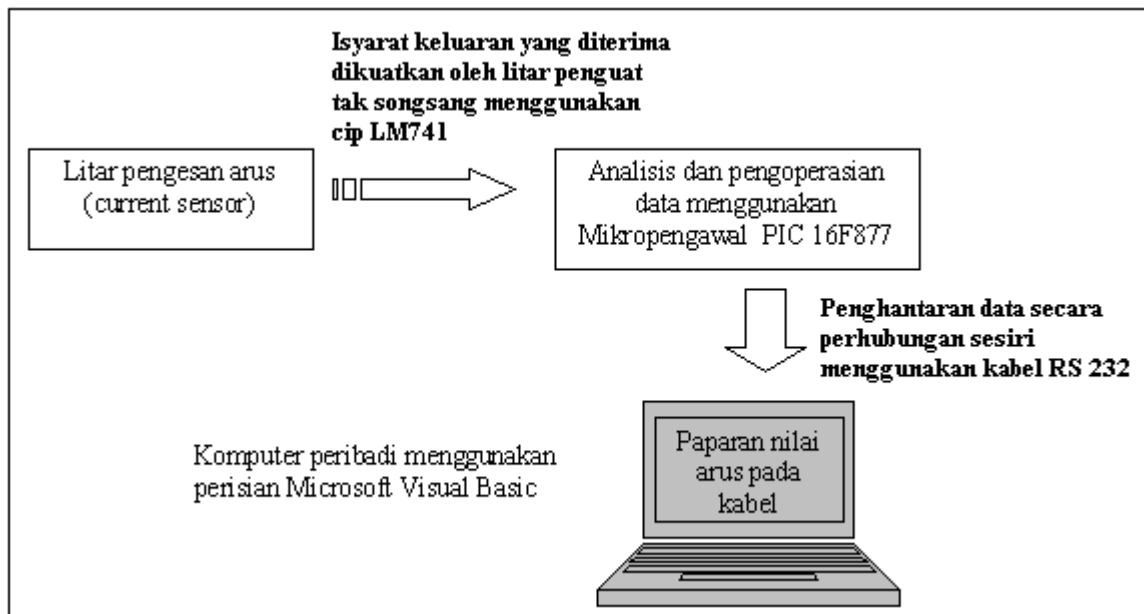 Isyarat keluaran yang diterima
dikuatkan oleh litar penguat
tak songsang menggunakan
cip LM741
Litar pengesan arus
(current sensor)
Analisis dan pengoperasian
data menggunakan
Mikropengawal PIC 16F877
Penghantaran data secara
perhubungan sesiri
menggunakan kabel RS 232
Komputer peribadi menggunakan
perisian Microsoft Visual Basic
Paparan nilai
arus pada
kabel